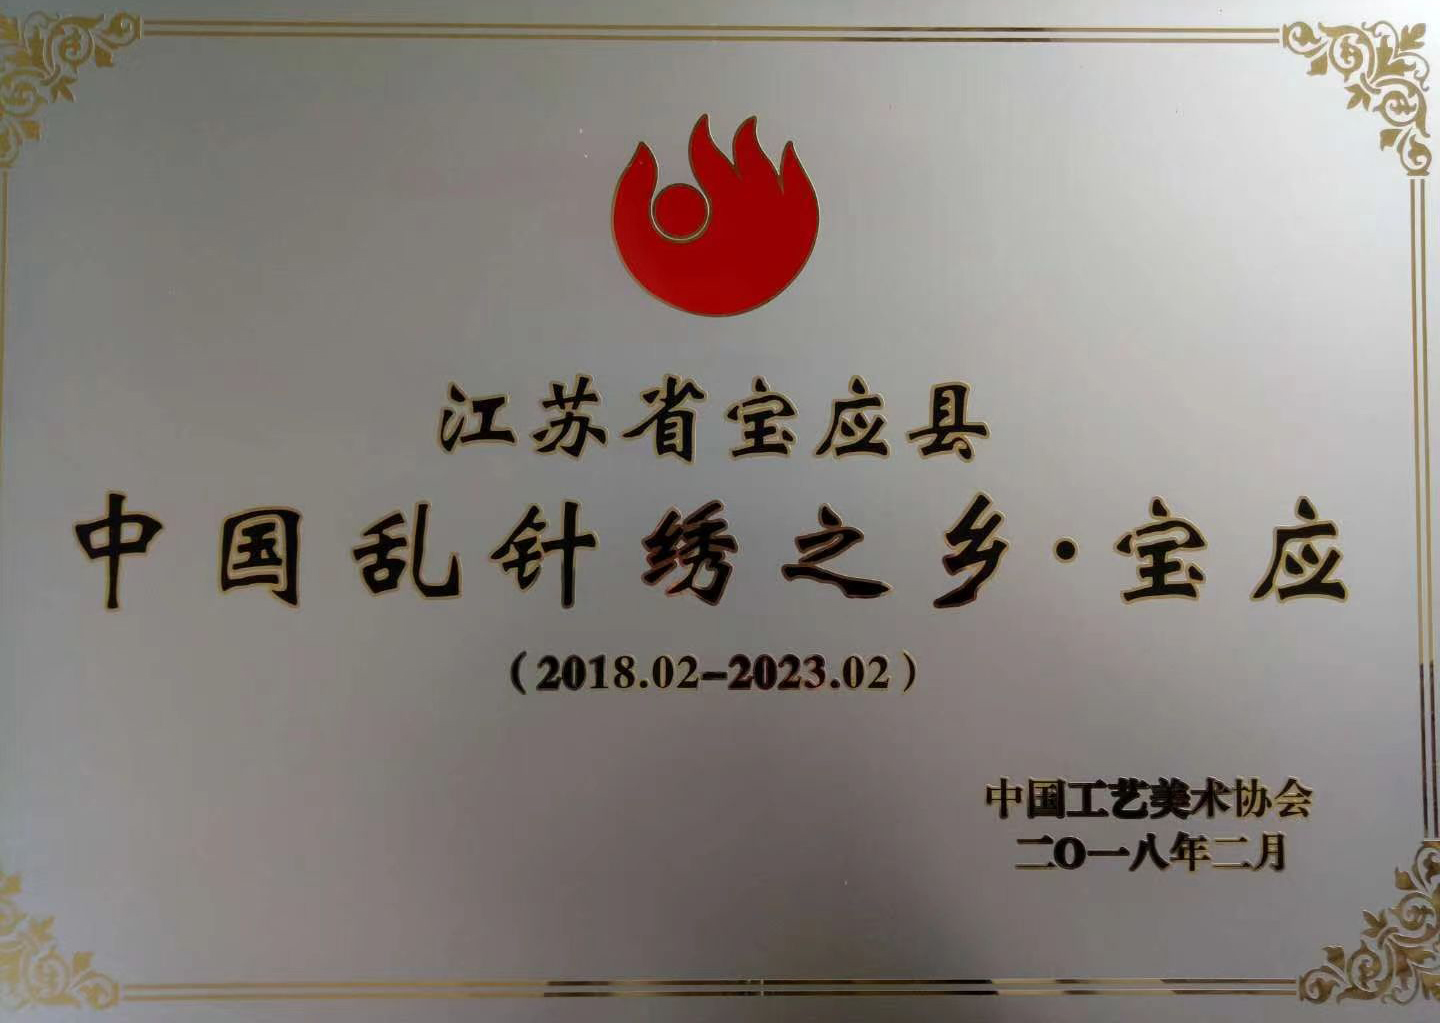 江苏省宝应县
中国乱针绣之乡·宝应
（2018.02-2023.02）
中国工艺美术协会
二〇一八年二月